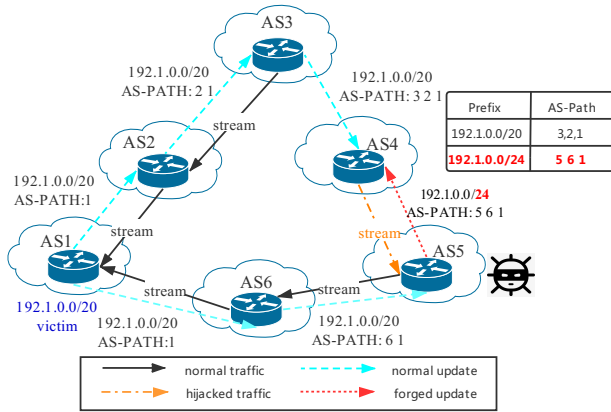 AS3
192.1.0.0/20
AS-PATH: 2 1
192.1.0.0/20
AS-PATH: 3 2 1
stream
Prefix AS-Path
192.1.0.0/20 3,2,1
192.1.0.0/24 5 6 1
AS2
AS4
192.1.0.0/20
AS-PATH:1
stream
192.1.0.0/24
AS-PATH: 5 6 1
AS1
stream
AS5
192.1.0.0/20
victim
stream
AS6
stream
192.1.0.0/20
AS-PATH:1
192.1.0.0/20
AS-PATH: 6 1
normal traffic
normal update
hijacked traffic
forged update